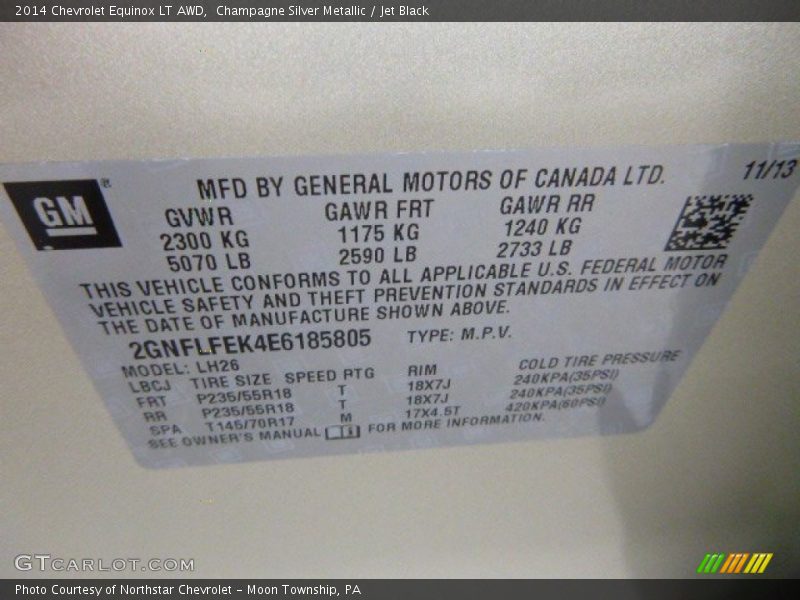 2014 Chevrolet Equinox LT AWD,  Champagne Silver Metallic / Jet Black
11/13
GM®
MFD BY GENERAL MOTORS OF CANADA LTD.
GVWR GAWR FRT GAWR RR
2300 KG 1175 KG 1240 KG
5070 LB 2590 LB 2733 LB
THIS VEHICLE CONFORMS TO ALL APPLICABLE U.S. FEDERAL MOTOR
VEHICLE SAFETY AND THEFT PREVENTION STANDARDS IN EFFECT ON
THE DATE OF MANUFACTURE SHOWN ABOVE.
2GNFLFEK4E6185805 TYPE: M.P.V.
MODEL: LH26
LBCJ TIRE SIZE SPEED RTG RIM COLD TIRE PRESSURE
FRT P235/55R18 T 18X7J 240KPA(35PSI)
RR P235/55R18 T 18X7J 240KPA(35PSI)
SPA T145/70R17 M 17X4.5T 420KPA(60PSI)
SEE OWNER'S MANUAL FOR MORE INFORMATION.
GTCARLOT.COM
Photo Courtesy of Northstar Chevrolet - Moon Township, PA